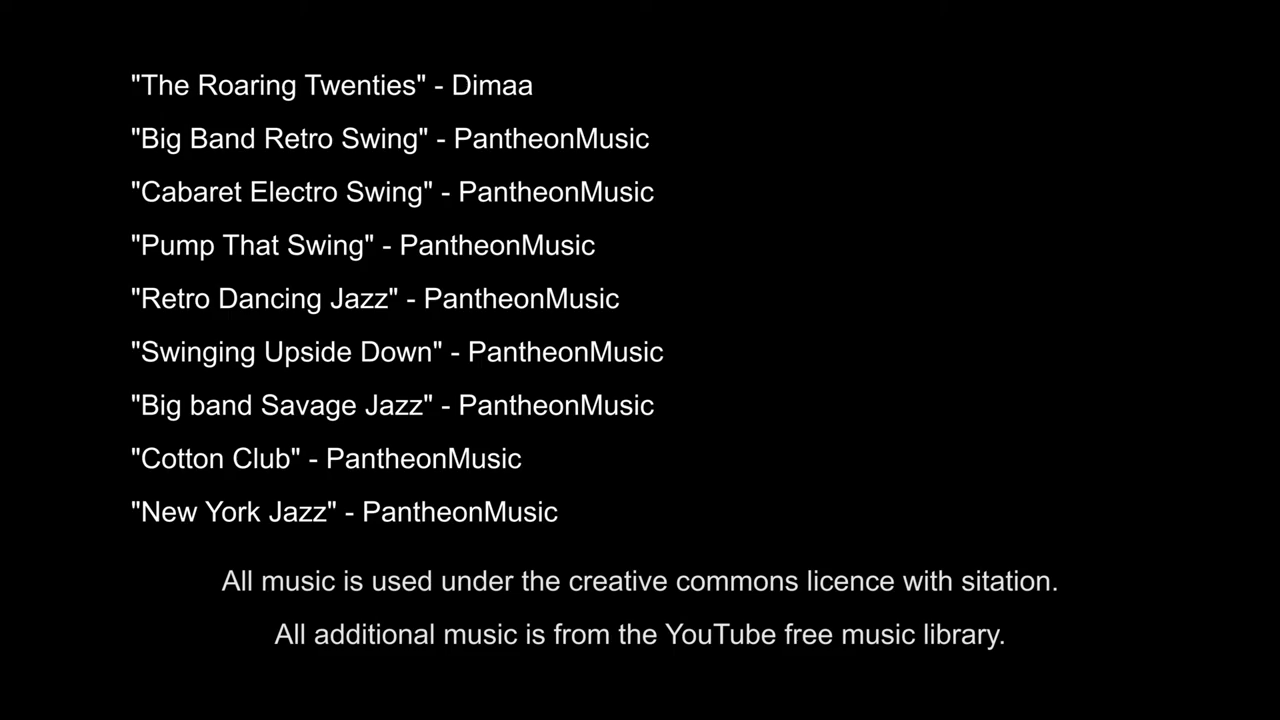 "The Roaring Twenties" - Dimaa
"Big Band Retro Swing" - PantheonMusic
"Cabaret Electro Swing" - PantheonMusic
"Pump That Swing" - PantheonMusic
"Retro Dancing Jazz" - PantheonMusic
"Swinging Upside Down" - PantheonMusic
"Big band Savage Jazz" - PantheonMusic
"Cotton Club" - PantheonMusic
"New York Jazz" - PantheonMusic
All music is used under the creative commons licence with sitation.
All additional music is from the YouTube free music library.